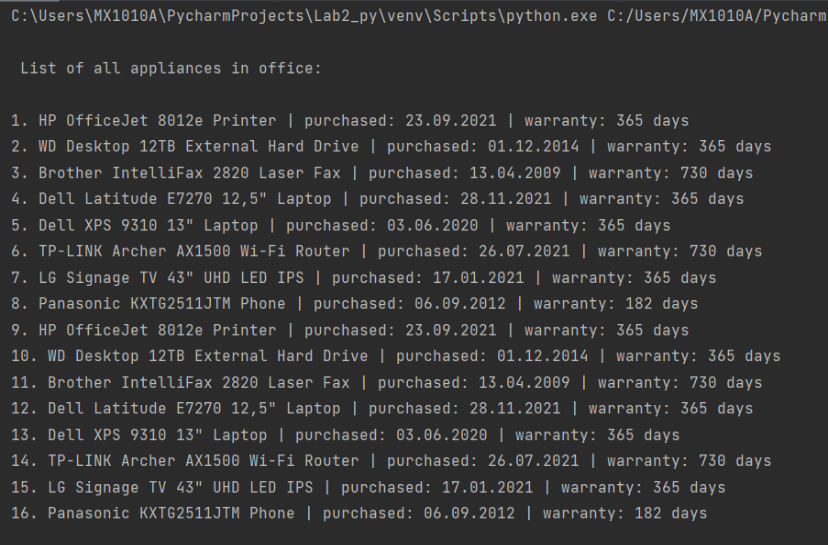 C:\Users\MX1010A\PycharmProjects\Lab2_py\venv\Scripts\python.exe C:/Users/MX1010A/Pycharm
List of all appliances in office:
1. HP OfficeJet 8012e Printer | purchased: 23.09.2021 | warranty: 365 days
2. WD Desktop 12TB External Hard Drive | purchased: 01.12.2014 | warranty: 365 days
3. Brother IntelliFax 2820 Laser Fax | purchased: 13.04.2009 | warranty: 730 days
4. Dell Latitude E7270 12,5" Laptop | purchased: 28.11.2021 | warranty: 365 days
5. Dell XPS 9310 13" Laptop | purchased: 03.06.2020 | warranty: 365 days
6. TP-LINK Archer AX1500 Wi-Fi Router | purchased: 26.07.2021 | warranty: 730 days
7. LG Signage TV 43" UHD LED IPS | purchased: 17.01.2021 | warranty: 365 days
8. Panasonic KXTG2511JTM Phone | purchased: 06.09.2012 | warranty: 182 days
9. HP OfficeJet 8012e Printer | purchased: 23.09.2021 | warranty: 365 days
10. WD Desktop 12TB External Hard Drive | purchased: 01.12.2014 | warranty: 365 days
11. Brother IntelliFax 2820 Laser Fax | purchased: 13.04.2009 | warranty: 730 days
12. Dell Latitude E7270 12,5" Laptop | purchased: 28.11.2021 | warranty: 365 days
13. Dell XPS 9310 13" Laptop | purchased: 03.06.2020 | warranty: 365 days
14. TP-LINK Archer AX1500 Wi-Fi Router | purchased: 26.07.2021 | warranty: 730 days
15. LG Signage TV 43" UHD LED IPS | purchased: 17.01.2021 | warranty: 365 days
16. Panasonic KXTG2511JTM Phone | purchased: 06.09.2012 | warranty: 182 days